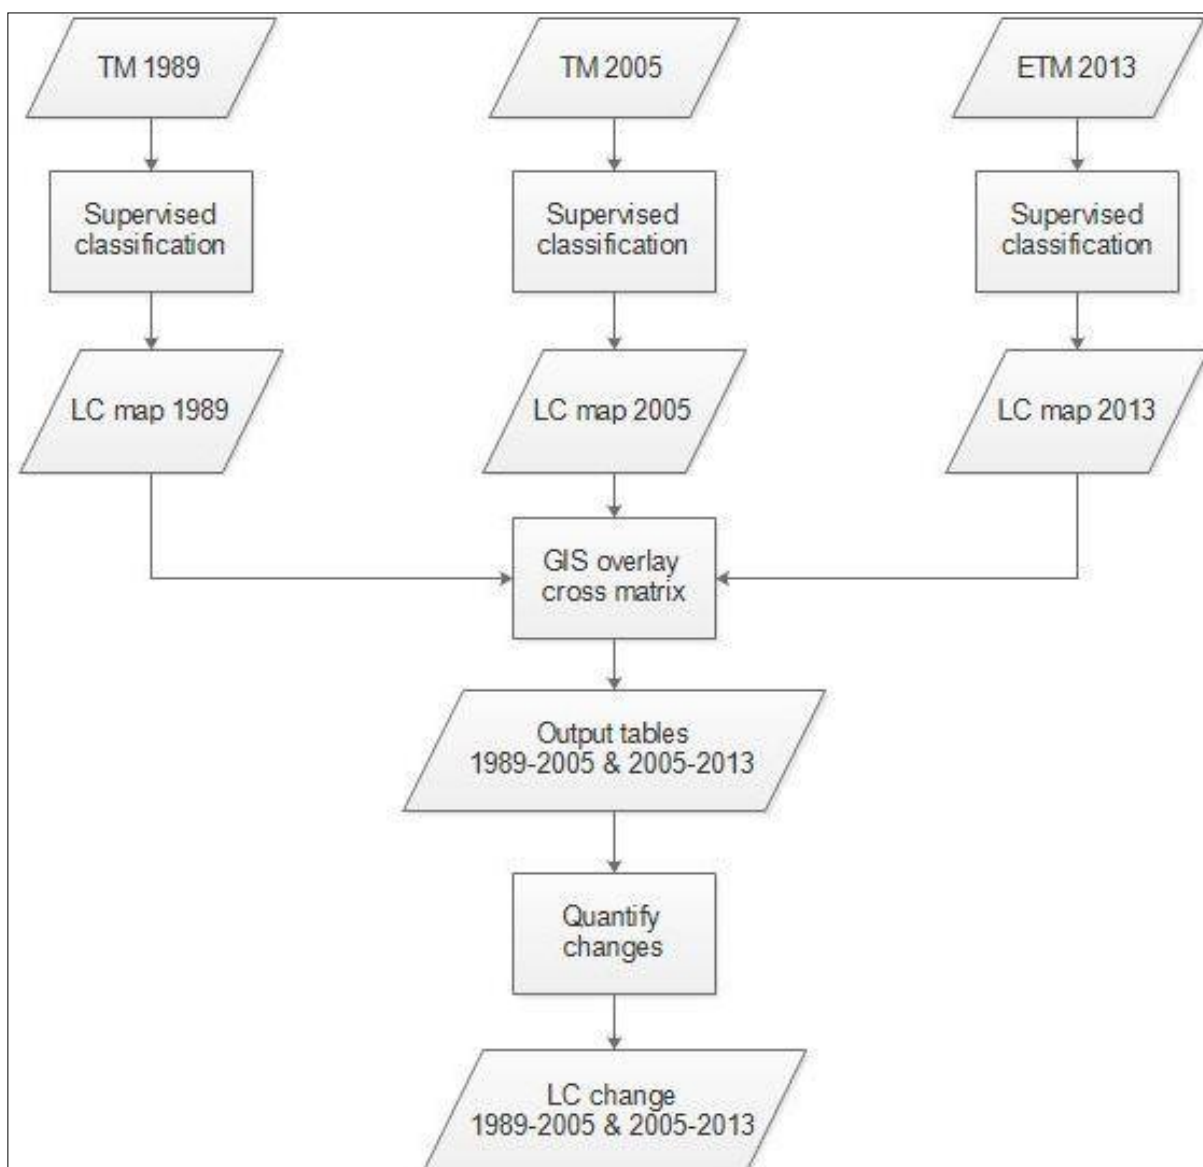 TM 1989
TM 2005
ETM 2013
Supervised
classification
Supervised
classification
Supervised
classification
LC map 1989
LC map 2005
LC map 2013
GIS overlay
cross matrix
Output tables
1989-2005 & 2005-2013
Quantify
changes
LC change
1989-2005 & 2005-2013